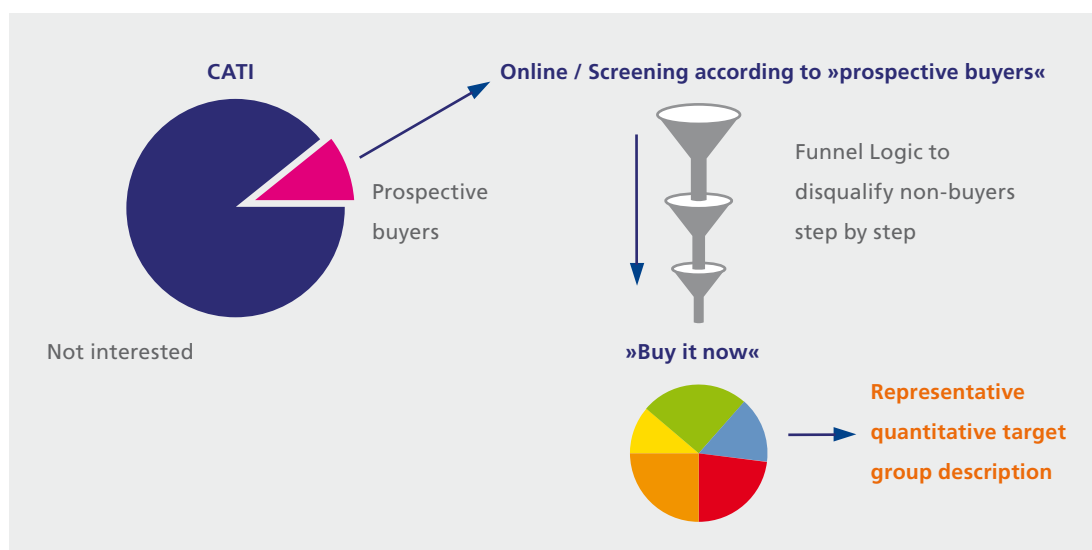 CATI
Prospective
buyers
Not interested
Online / Screening according to »prospective buyers«
Funnel Logic to
disqualify non-buyers
step by step
»Buy it now«
Representative
quantitative target
group description